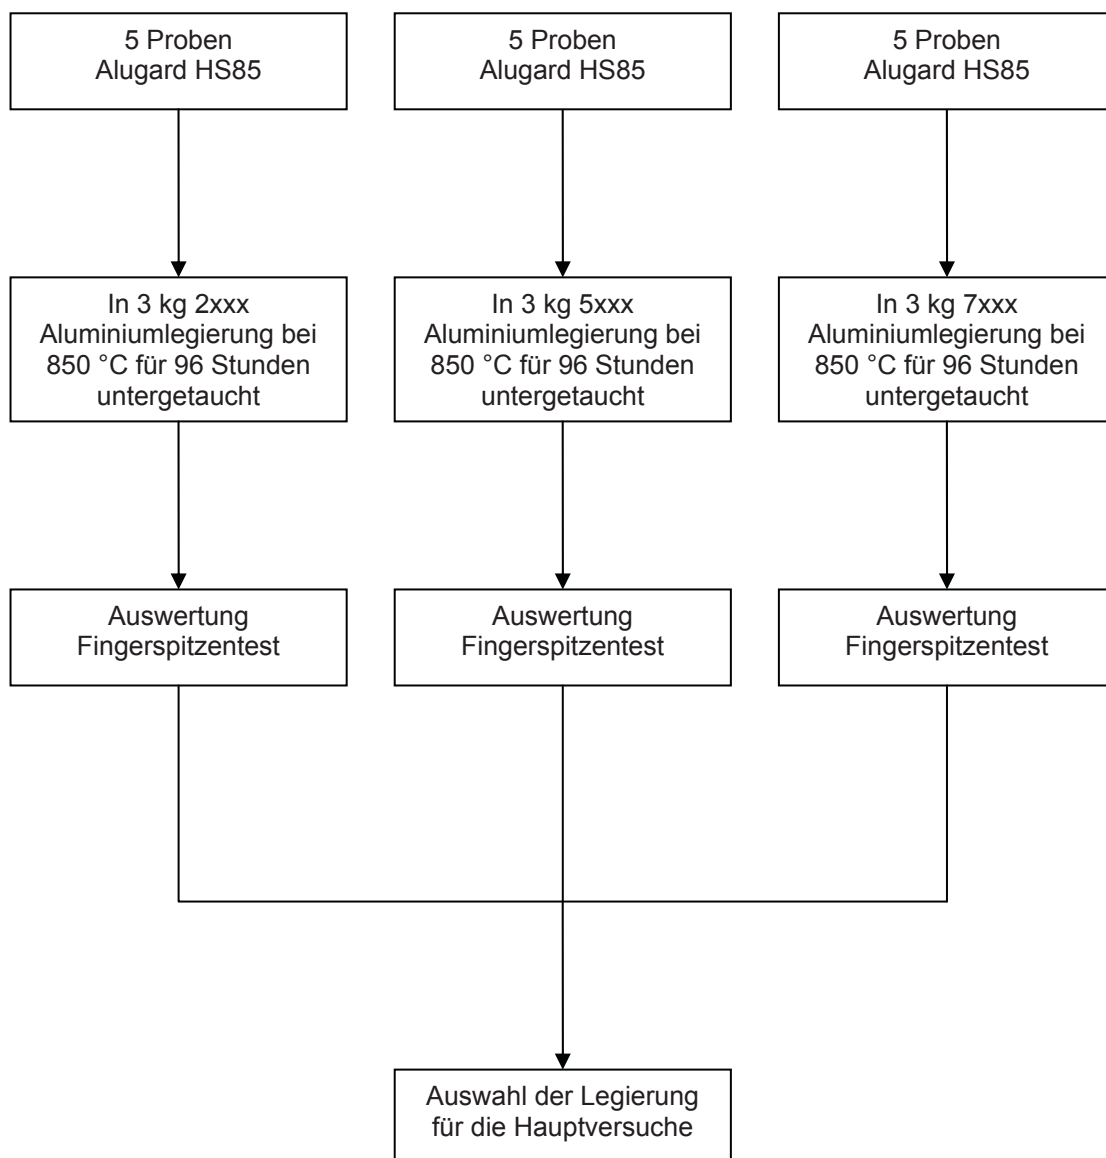 5 Proben
Alugard HS85
5 Proben
Alugard HS85
5 Proben
Alugard HS85
In 3 kg 2xxx
Aluminiumlegierung bei
850 °C für 96 Stunden
untergetaucht
In 3 kg 5xxx
Aluminiumlegierung bei
850 °C für 96 Stunden
untergetaucht
In 3 kg 7xxx
Aluminiumlegierung bei
850 °C für 96 Stunden
untergetaucht
Auswertung
Fingerspitzentest
Auswertung
Fingerspitzentest
Auswertung
Fingerspitzentest
Auswahl der Legierung
für die Hauptversuche